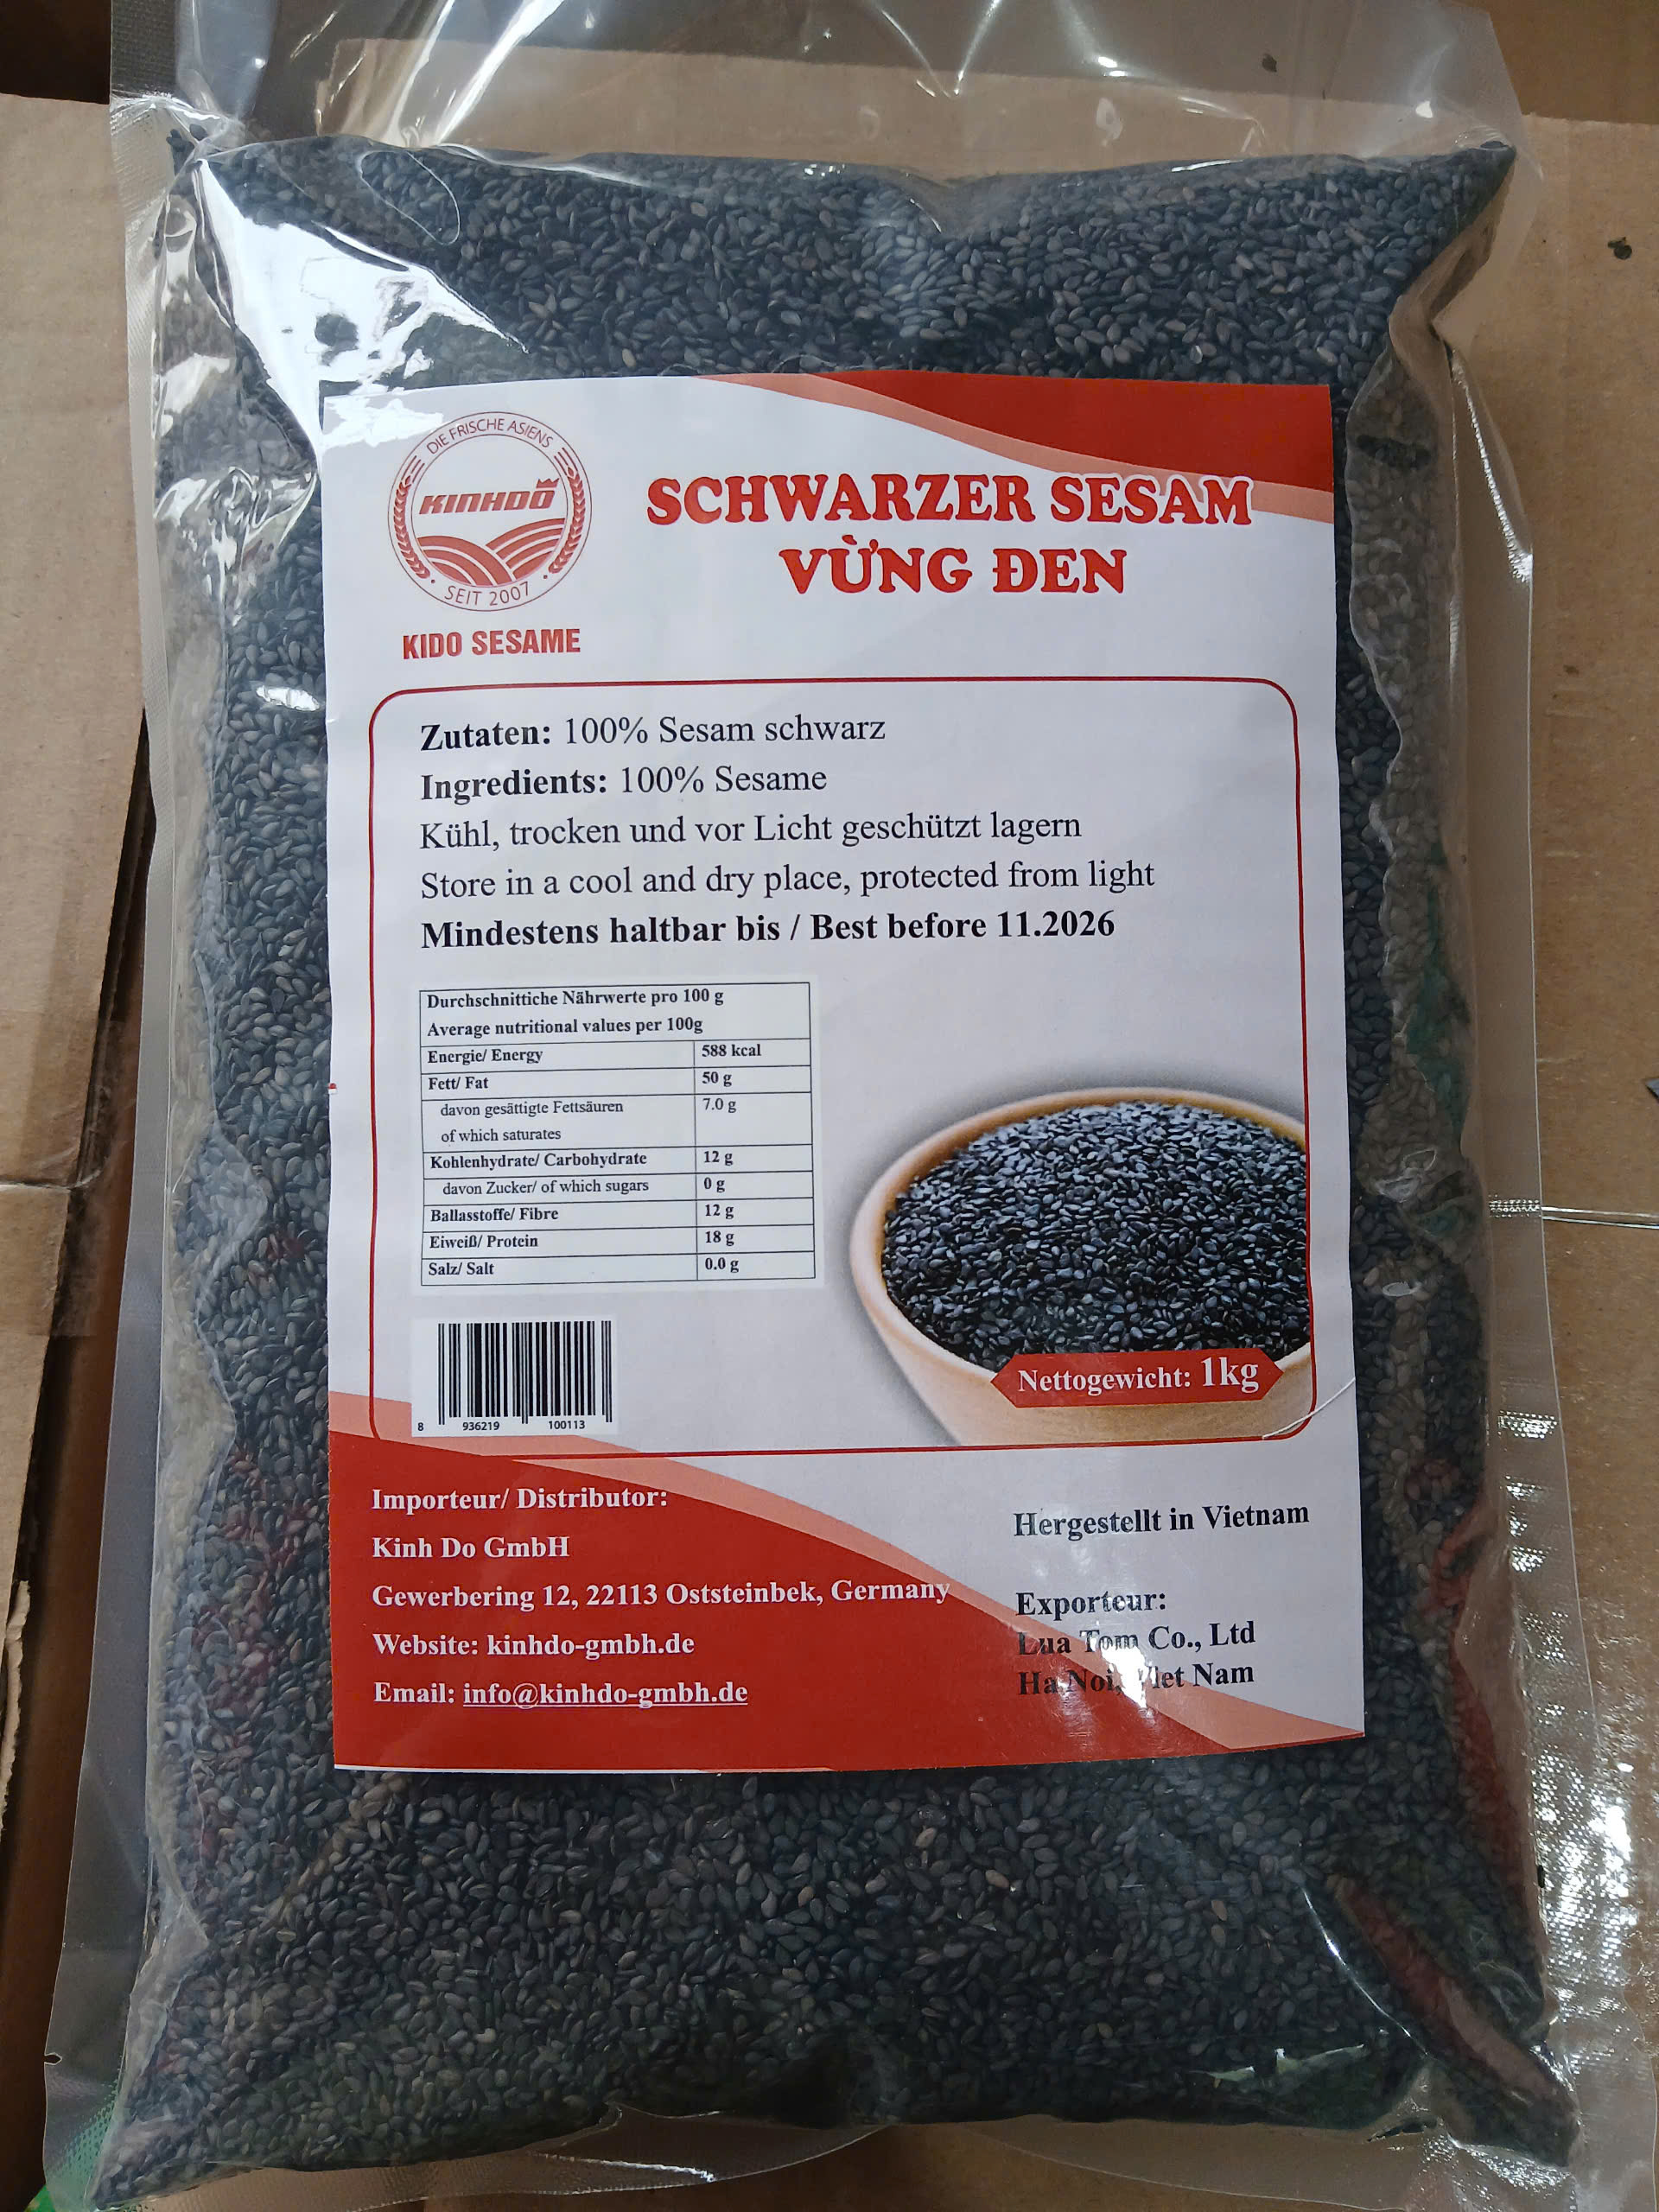 DIE FRISCHE ASIENS
KINHDO
SEIT 2007
KIDO SESAME
SCHWARZER SESAM
VỪNG ĐEN
Zutaten: 100% Sesam schwarz
Ingredients: 100% Sesame
Kühl, trocken und vor Licht geschützt lagern
Store in a cool and dry place, protected from light
Mindestens haltbar bis / Best before 11.2026
Durchschnittiche Nährwerte pro 100 g
Average nutritional values per 100g
Energie/ Energy 588 kcal
Fett/ Fat 50 g
davon gesättigte Fettsäuren 7.0 g
of which saturates
Kohlenhydrate/ Carbohydrate 12 g
davon Zucker/ of which sugars 0 g
Ballasstoffe/ Fibre 12 g
Eiweiß/ Protein 18 g
Salz/ Salt 0.0 g
Nettogewicht: 1kg
8 936219 100113
Importeur/ Distributor:
Kinh Do GmbH
Gewerbering 12, 22113 Oststeinbek, Germany
Website: kinhdo-gmbh.de
Email: info@kinhdo-gmbh.de
Hergestellt in Vietnam
Exporteur:
Lua Tom Co., Ltd
Ha Noi, Viet Nam